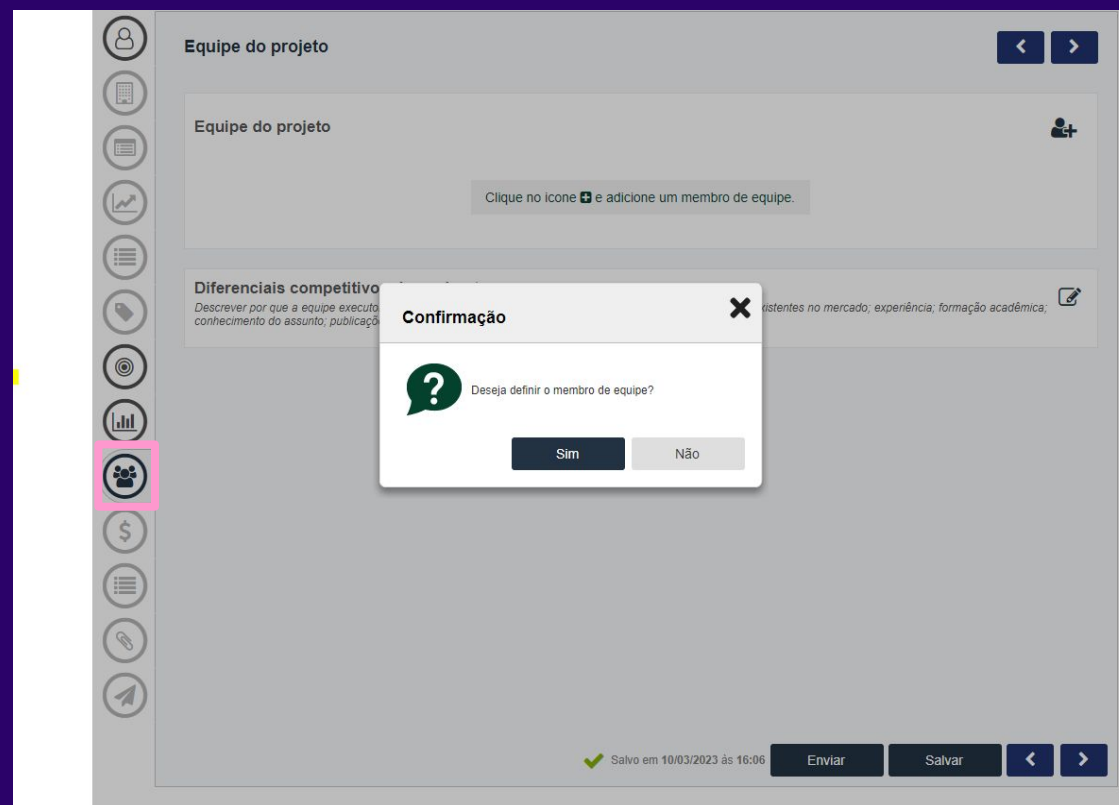 Equipe do projeto
Equipe do projeto
Clique no icone e adicione um membro de equipe.
Diferenciais competitivo
Descrever por que a equipe executo
istentes no mercado; experiência; formação acadêmica;
conhecimento do assunto; publicaçõ
Confirmação
Deseja definir o membro de equipe?
Sim Não
Salvo em 10/03/2023 às 16:06 Enviar Salvar